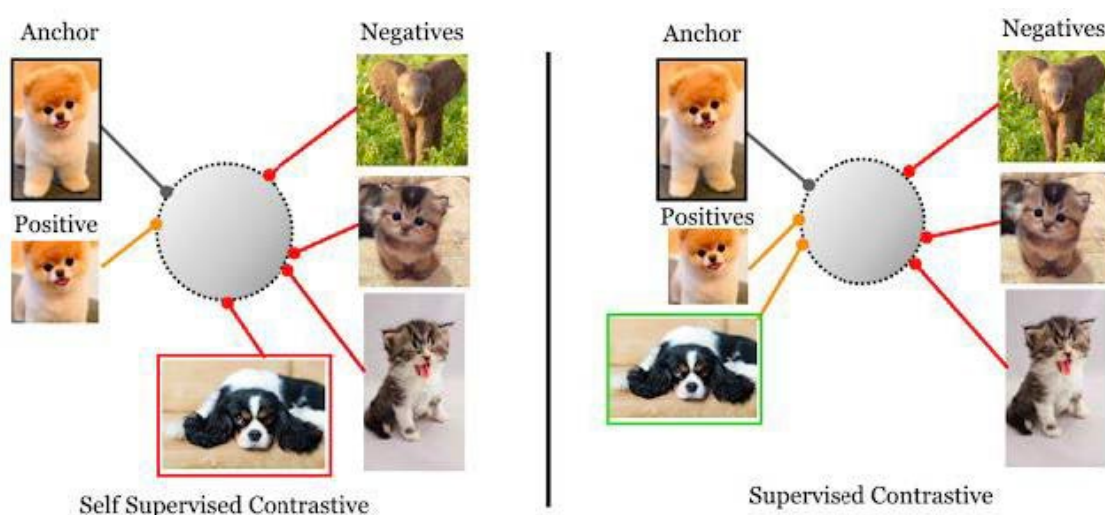 Anchor
Negatives
Positive
Self Supervised Contrastive
Anchor
Negatives
Positives
Supervised Contrastive